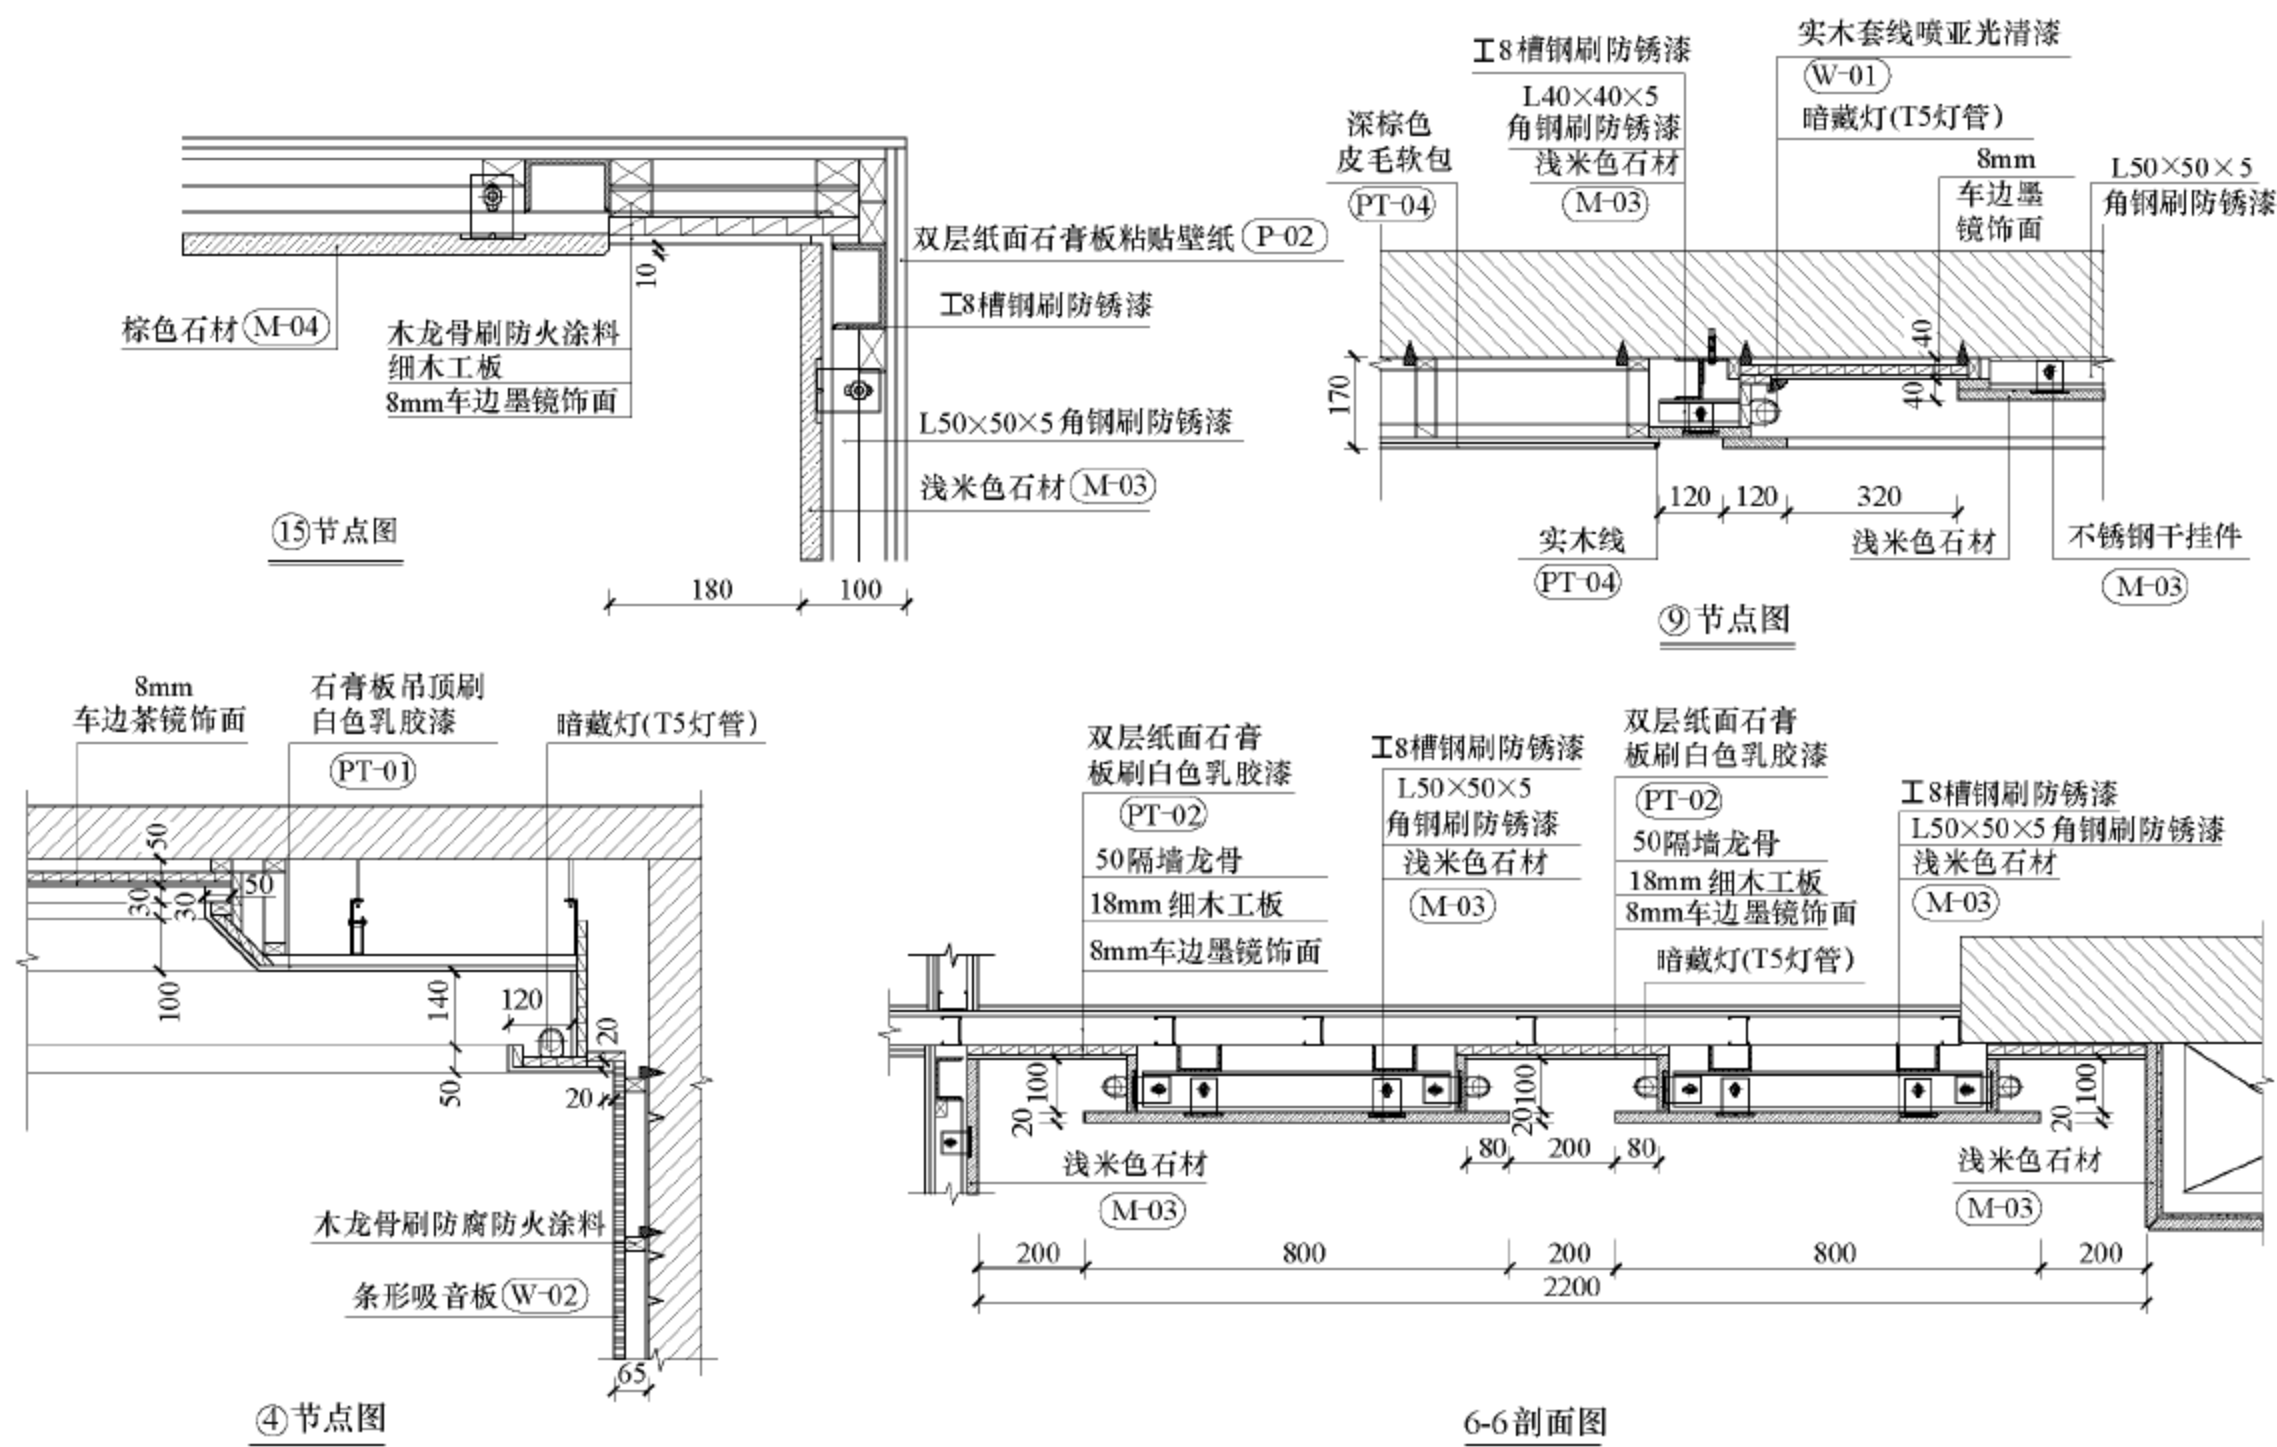 双层纸面石膏板粘贴壁纸 P-02
工8槽钢刷防锈漆
棕色石材 M-04
木龙骨刷防火涂料
细木工板
8mm车边墨镜饰面
10
L50×50×5角钢刷防锈漆
浅米色石材 M-03
180
100
⑮节点图
工8槽钢刷防锈漆
L40×40×5
角钢刷防锈漆
浅米色石材
M-03
实木套线喷亚光清漆
W-01
暗藏灯(T5灯管)
深棕色
皮毛软包
PT-04
8mm
车边墨
镜饰面
L50×50×5
角钢刷防锈漆
40
40
170
120
120
320
实木线
PT-04
浅米色石材
不锈钢干挂件
M-03
⑨节点图
8mm
车边茶镜饰面
石膏板吊顶刷
白色乳胶漆
PT-01
暗藏灯(T5灯管)
50
30
30
50
100
140
120
20
50
20
木龙骨刷防腐防火涂料
条形吸音板 W-02
65
④节点图
双层纸面石膏
板刷白色乳胶漆
PT-02
50隔墙龙骨
18mm细木工板
8mm车边墨镜饰面
工8槽钢刷防锈漆
L50×50×5
角钢刷防锈漆
浅米色石材
M-03
双层纸面石膏
板刷白色乳胶漆
PT-02
50隔墙龙骨
18mm细木工板
8mm车边墨镜饰面
暗藏灯(T5灯管)
工8槽钢刷防锈漆
L50×50×5角钢刷防锈漆
浅米色石材
M-03
100
20
100
20
100
20
80
200
80
浅米色石材
M-03
浅米色石材
M-03
200
800
200
800
200
2200
6-6剖面图